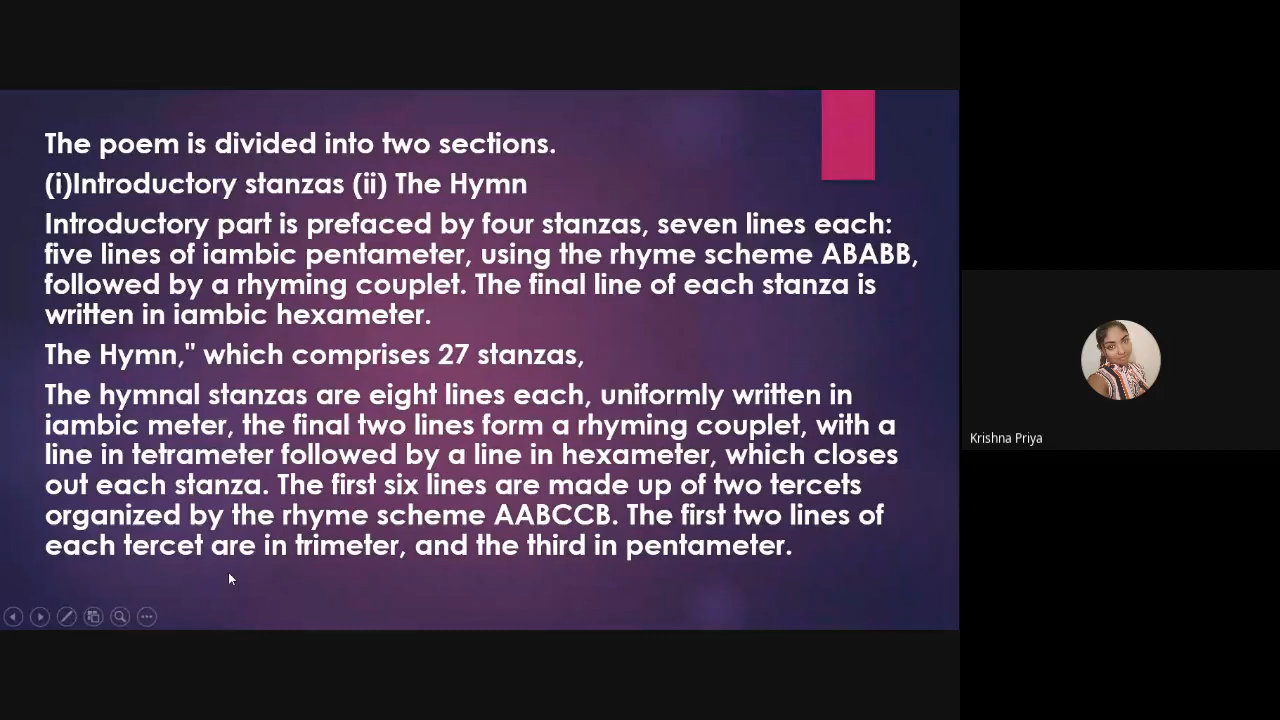 The poem is divided into two sections.
(i)Introductory stanzas (ii) The Hymn
Introductory part is prefaced by four stanzas, seven lines each:
five lines of iambic pentameter, using the rhyme scheme ABABB,
followed by a rhyming couplet. The final line of each stanza is
written in iambic hexameter.
The Hymn," which comprises 27 stanzas,
The hymnal stanzas are eight lines each, uniformly written in
iambic meter, the final two lines form a rhyming couplet, with a
line in tetrameter followed by a line in hexameter, which closes
out each stanza. The first six lines are made up of two tercets
organized by the rhyme scheme AABCCB. The first two lines of
each tercet are in trimeter, and the third in pentameter.
Krishna Priya